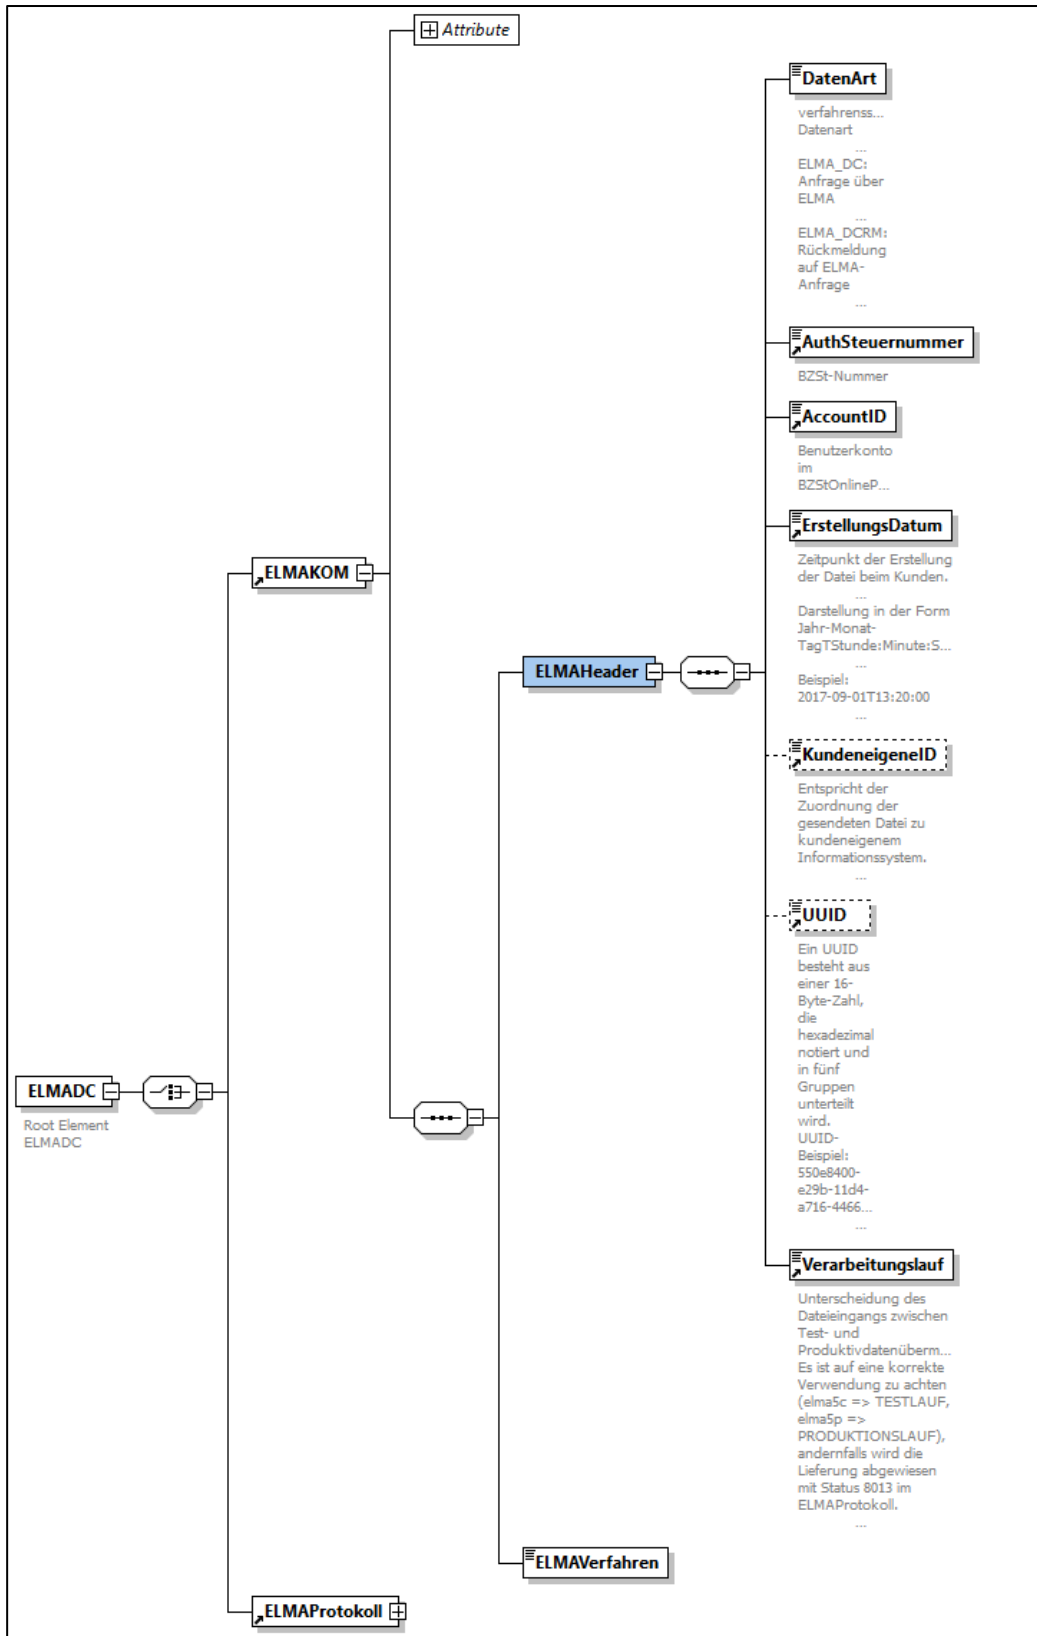 Attribute
DatenArt
verfahrenss...
Datenart
...
ELMA_DC:
Anfrage über
ELMA
...
ELMA_DCRM:
Rückmeldung
auf ELMA-
Anfrage
...
AuthSteuernummer
BZSt-Nummer
AccountID
Benutzerkonto
im
BZStOnlineP...
ErstellungsDatum
Zeitpunkt der Erstellung
der Datei beim Kunden.
...
Darstellung in der Form
Jahr-Monat-
TagTStunde:Minute:S...
...
Beispiel:
2017-09-01T13:20:00
...
ELMAKOM
ELMAHeader
KundeneigeneID
Entspricht der
Zuordnung der
gesendeten Datei zu
kundeneigenem
Informationssystem.
...
UUID
Ein UUID
besteht aus
einer 16-
Byte-Zahl,
die
hexadezimal
notiert und
in fünf
Gruppen
unterteilt
wird.
UUID-
Beispiel:
550e8400-
e29b-11d4-
a716-4466...
...
ELMADC
Root Element
ELMADC
Verarbeitungslauf
Unterscheidung des
Dateieingangs zwischen
Test- und
Produktivdatenüberm...
Es ist auf eine korrekte
Verwendung zu achten
(elma5c => TESTLAUF,
elma5p =>
PRODUKTIONSLAUF),
andernfalls wird die
Lieferung abgewiesen
mit Status 8013 im
ELMAProtokoll.
...
ELMAVerfahren
ELMAProtokoll